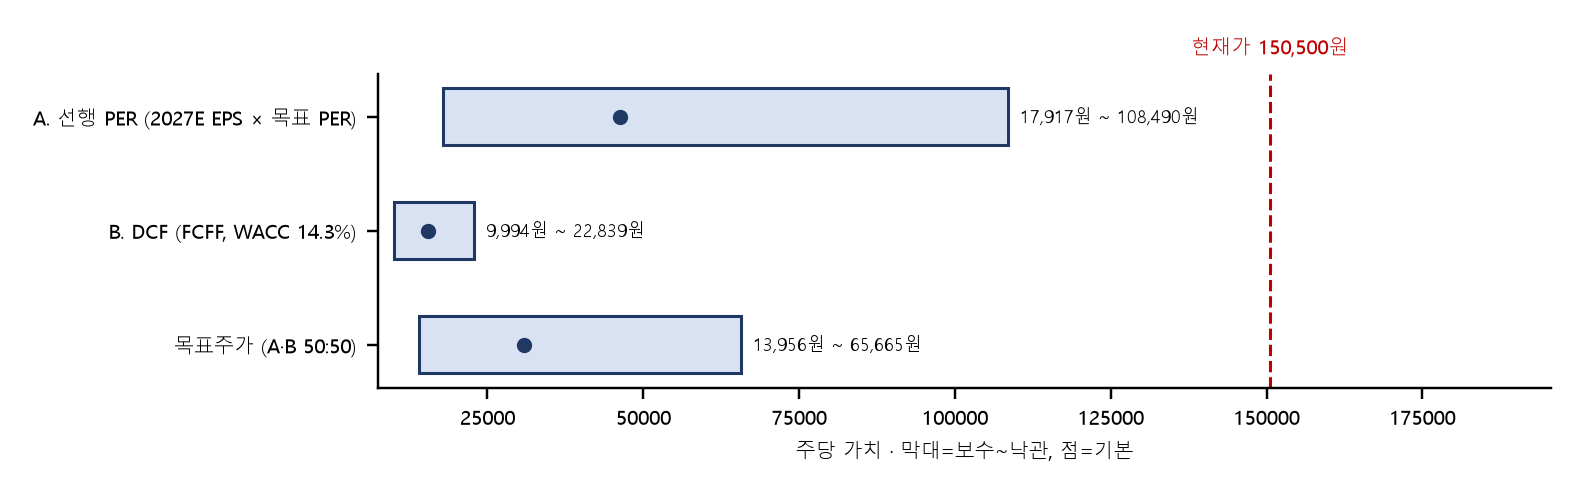 현재가 150,500원
A. 선행 PER (2027E EPS × 목표 PER)
17,917원 ~ 108,490원
B. DCF (FCFF, WACC 14.3%)
9,994원 ~ 22,839원
목표주가 (A·B 50:50)
13,956원 ~ 65,665원
25000 50000 75000 100000 125000 150000 175000
주당 가치 · 막대=보수~낙관, 점=기본